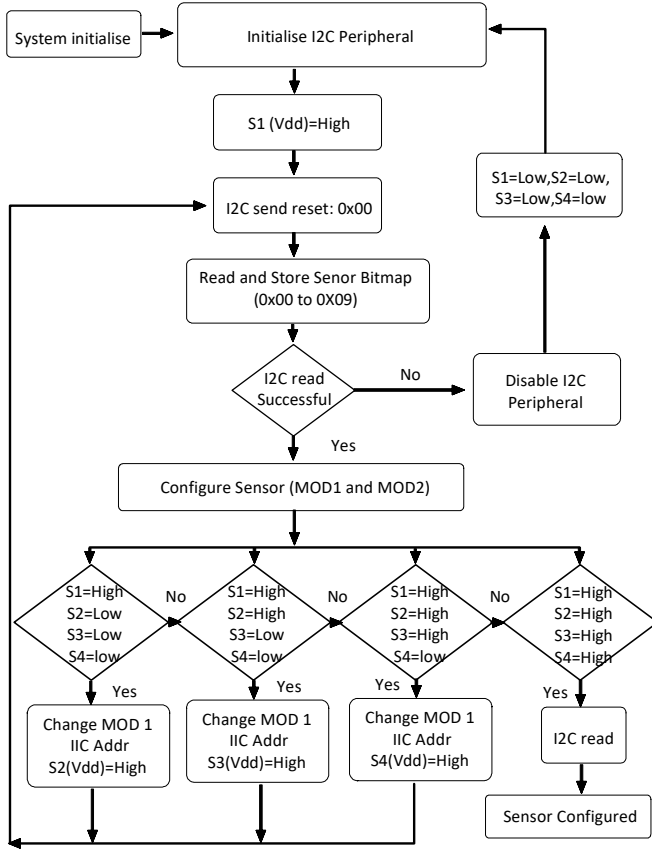 System initialise
Initialise I2C Peripheral
S1 (Vdd)=High
S1=Low,S2=Low,
S3=Low,S4=low
I2C send reset: 0x00
Read and Store Senor Bitmap
(0x00 to 0X09)
I2C read
Successful
No
Disable I2C
Peripheral
Yes
Configure Sensor (MOD1 and MOD2)
S1=High
S2=Low
S3=Low
S4=low
No
S1=High
S2=High
S3=Low
S4=low
No
S1=High
S2=High
S3=High
S4=low
No
S1=High
S2=High
S3=High
S4=High
Yes
Yes
Yes
Yes
Change MOD 1
IIC Addr
S2(Vdd)=High
Change MOD 1
IIC Addr
S3(Vdd)=High
Change MOD 1
IIC Addr
S4(Vdd)=High
I2C read
Sensor Configured